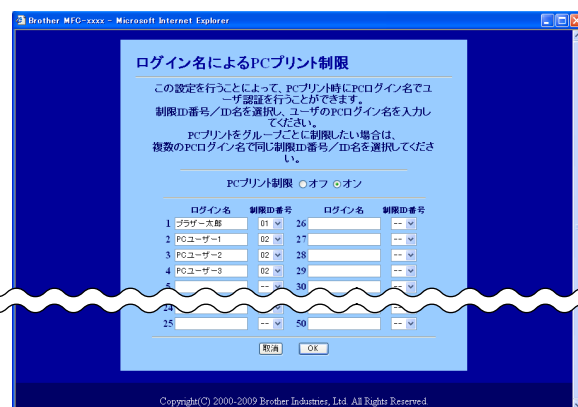 Brother MFC-xxxx - Microsoft Internet Explorer
ログイン名によるPCプリント制限
この設定を行うことによって、PCプリント時にPCログイン名でユ
ーザ認証を行うことができます。
制限ID番号／ID名を選択し、ユーザのPCログイン名を入力し
てください。
PCプリントをグループごとに制限したい場合は、
複数のPCログイン名で同じ制限ID番号／ID名を選択してくださ
い。
PCプリント制限 オフ オン
ログイン名 制限ID番号 ログイン名 制限ID番号
1 ブラザー太郎 01 26 --
2 PCユーザー1 02 27 --
3 PCユーザー2 02 28 --
4 PCユーザー3 02 29 --
5 -- 30 --
24
25 -- 50 --
取消 OK
Copyright(C) 2000-2009 Brother Industries, Ltd. All Rights Reserved.